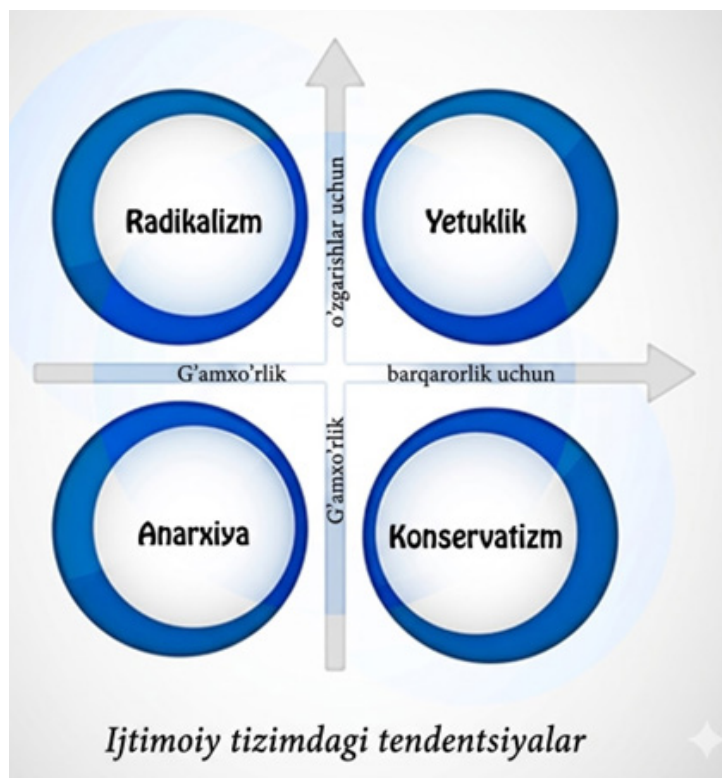 Radikalizm
Yetuklik
G'amxo'rlik o'zgarishlar uchun
G'amxo'rlik barqarorlik uchun
Anarxiya
Konservatizm
Ijtimoiy tizimdagi tendentsiyalar